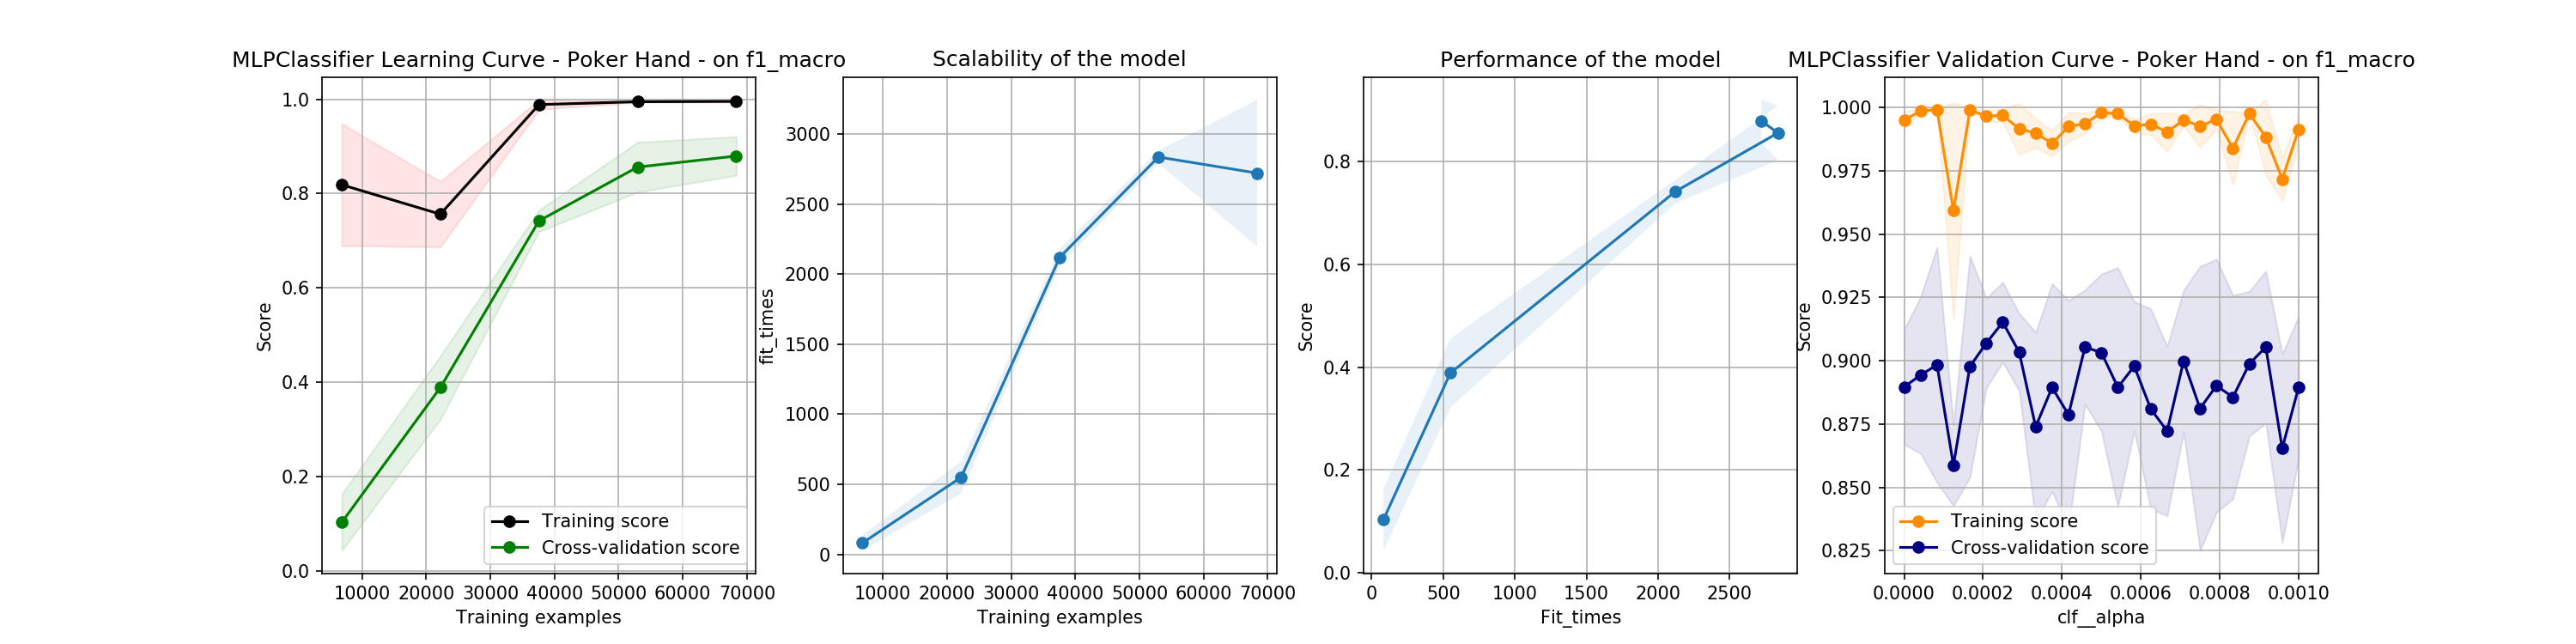 MLPClassifier Learning Curve - Poker Hand - on f1_macro
1.0
0.8
0.6
0.4
0.2
0.0
Score
10000 20000 30000 40000 50000 60000 70000
Training examples
Training score
Cross-validation score
Scalability of the model
3000
2500
2000
1500
1000
500
0
fit_times
10000 20000 30000 40000 50000 60000 70000
Training examples
Performance of the model
0.8
0.6
0.4
0.2
0.0
Score
0 500 1000 1500 2000 2500
Fit_times
MLPClassifier Validation Curve - Poker Hand - on f1_macro
1.000
0.975
0.950
0.925
0.900
0.875
0.850
0.825
Score
0.0000 0.0002 0.0004 0.0006 0.0008 0.0010
clf__alpha
Training score
Cross-validation score